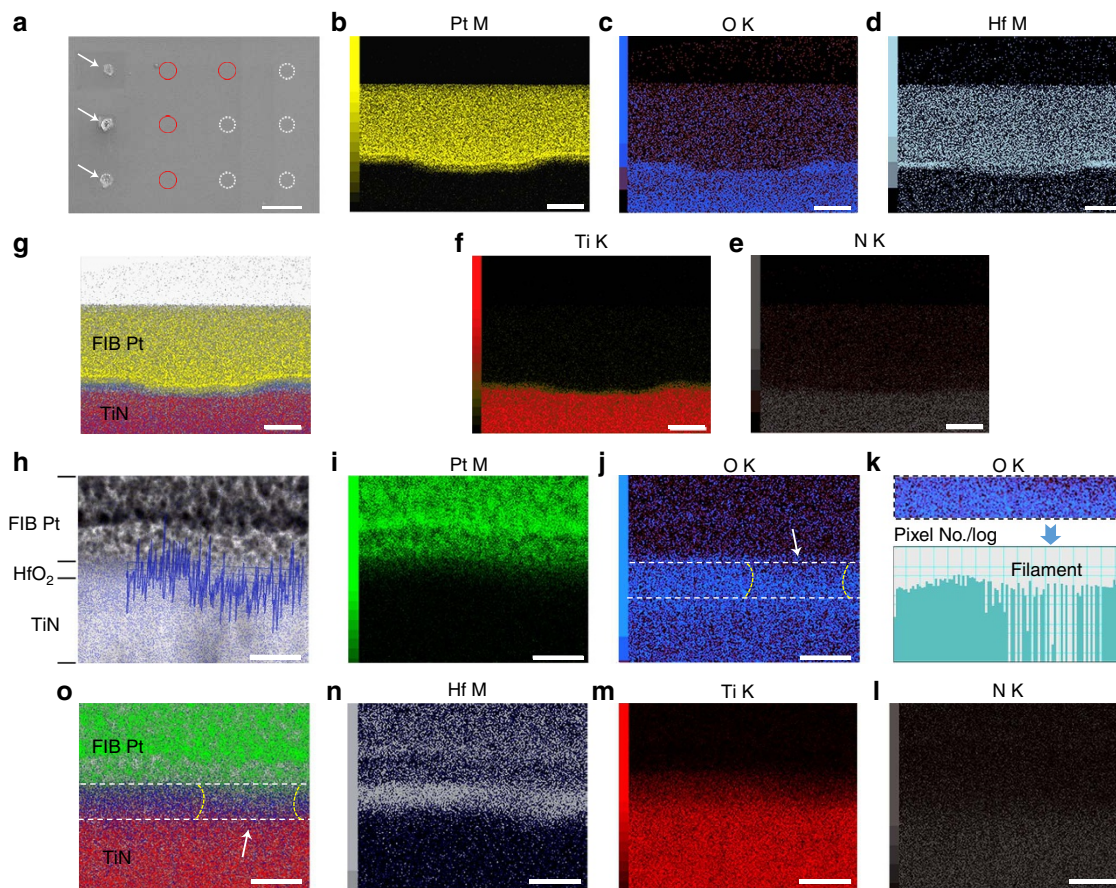 a
b Pt M
c O K
d Hf M
g
FIB Pt
TiN
f Ti K
e N K
h
FIB Pt
HfO₂
TiN
i Pt M
j O K
k O K
Pixel No./log
Filament
o
FIB Pt
TiN
n Hf M
m Ti K
l N K